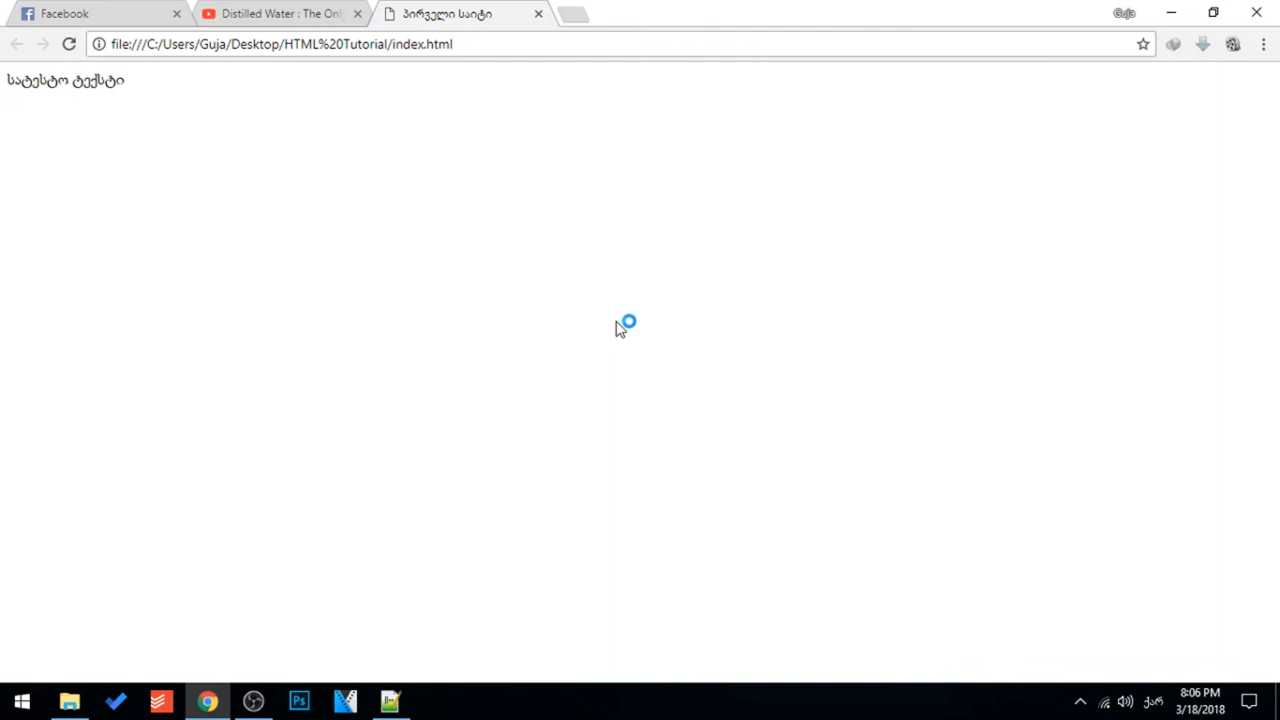 Facebook
Distilled Water : The Onl
პირველი საიტი
Guja
file:///C:/Users/Guja/Desktop/HTML%20Tutorial/index.html
სატესტო ტექსტი
Ps
ქარ
8:06 PM
3/18/2018